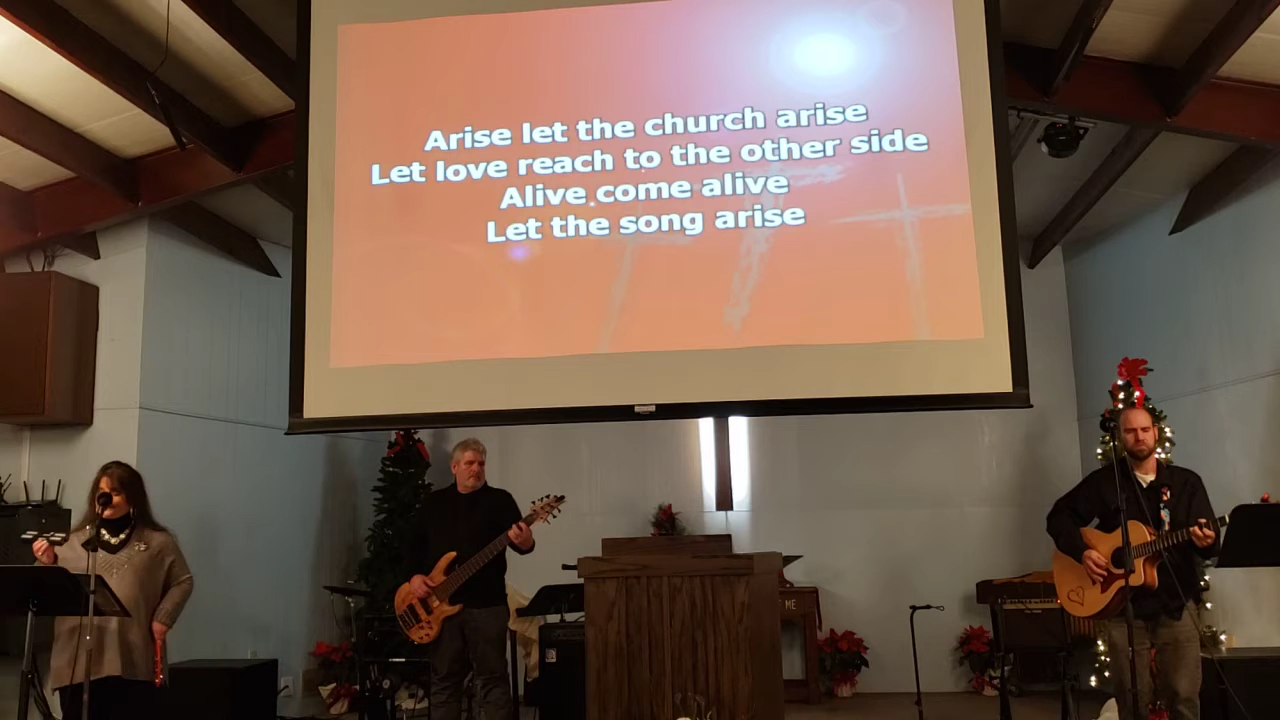 Arise let the church arise
Let love reach to the other side
Alive come alive
Let the song arise
ME